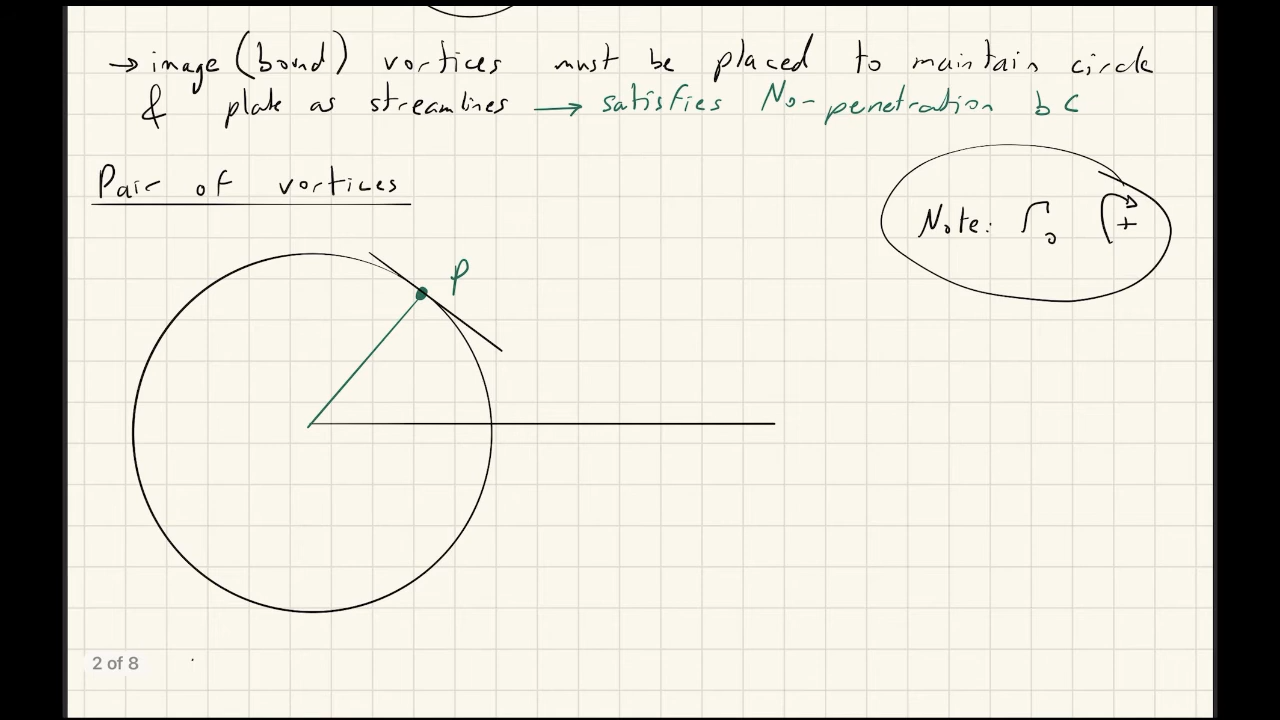 → image (bound) vortices must be placed to maintain circle
& plate as streamlines → satisfies No-penetration bc
Pair of vortices
Note: Γ₀ +
P
2 of 8